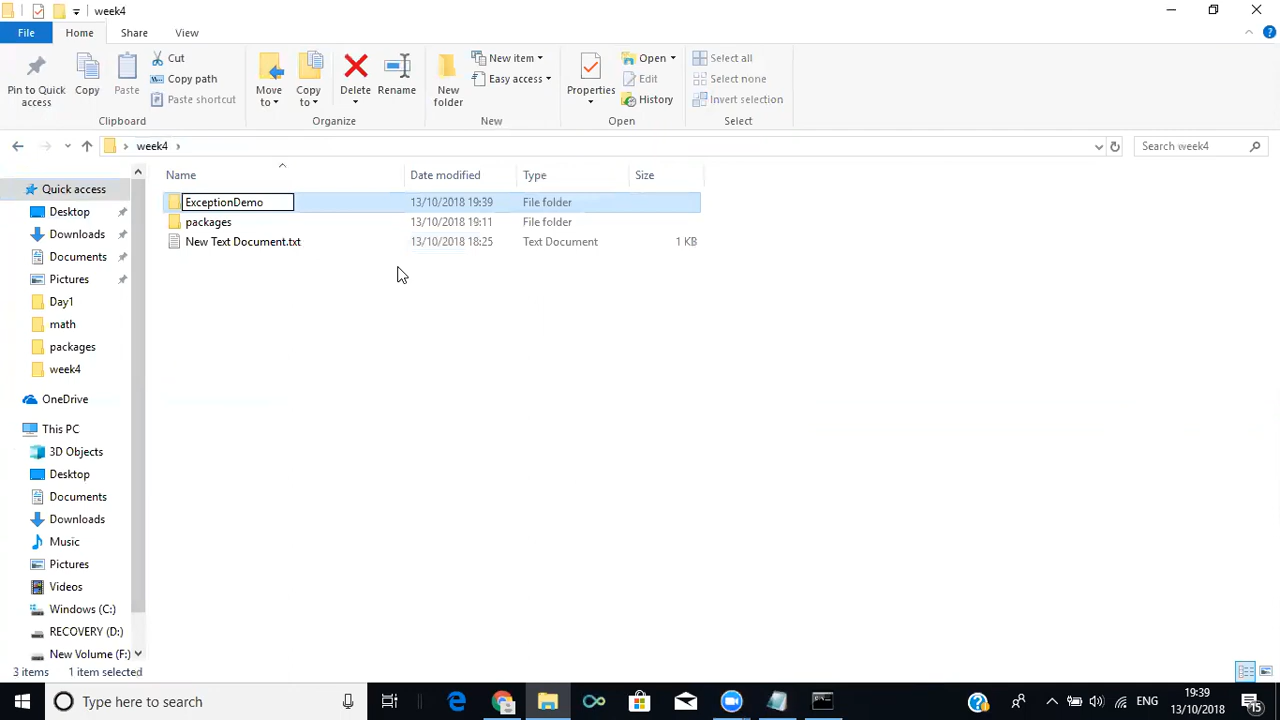 week4
File Home Share View
Pin to Quick access
Copy
Paste
Cut
Copy path
Paste shortcut
Clipboard
Move to
Copy to
Delete
Rename
Organize
New folder
New item
Easy access
New
Properties
Open
Edit
History
Open
Select all
Select none
Invert selection
Select
week4
Search week4
Name Date modified Type Size
ExceptionDemo 13/10/2018 19:39 File folder
packages 13/10/2018 19:11 File folder
New Text Document.txt 13/10/2018 18:25 Text Document 1 KB
Quick access
Desktop
Downloads
Documents
Pictures
Day1
math
packages
week4
OneDrive
This PC
3D Objects
Desktop
Documents
Downloads
Music
Pictures
Videos
Windows (C:)
RECOVERY (D:)
New Volume (F:)
3 items 1 item selected
Type here to search
ENG
19:39
13/10/2018
15